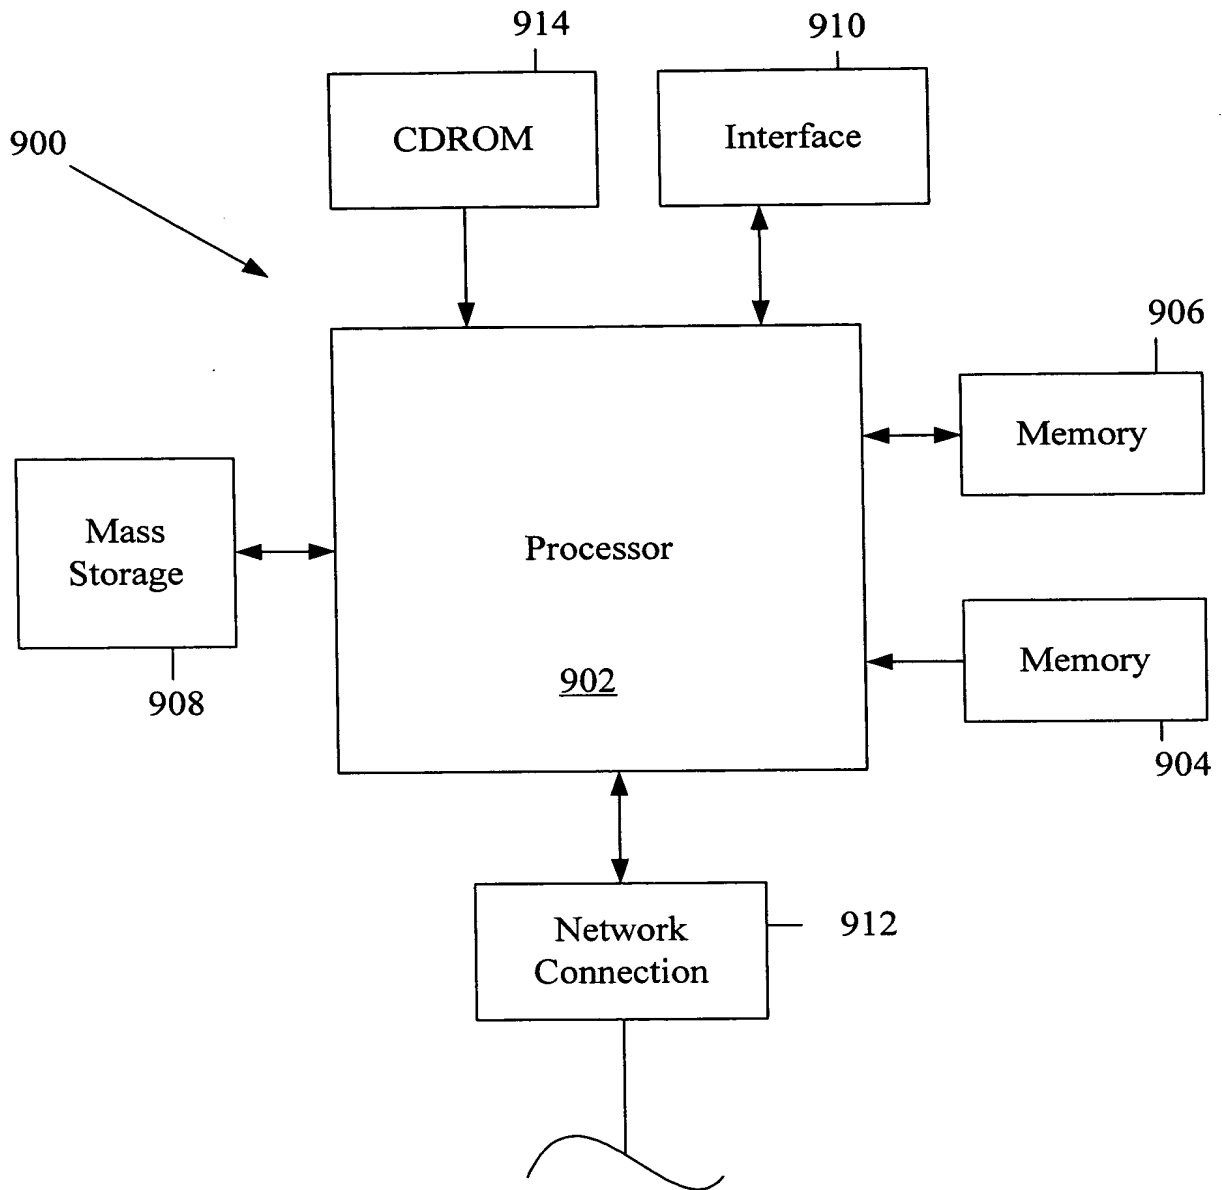 914
910
900
CDROM
Interface
906
Memory
Mass
Storage
Processor
908
902
Memory
904
Network
Connection
912